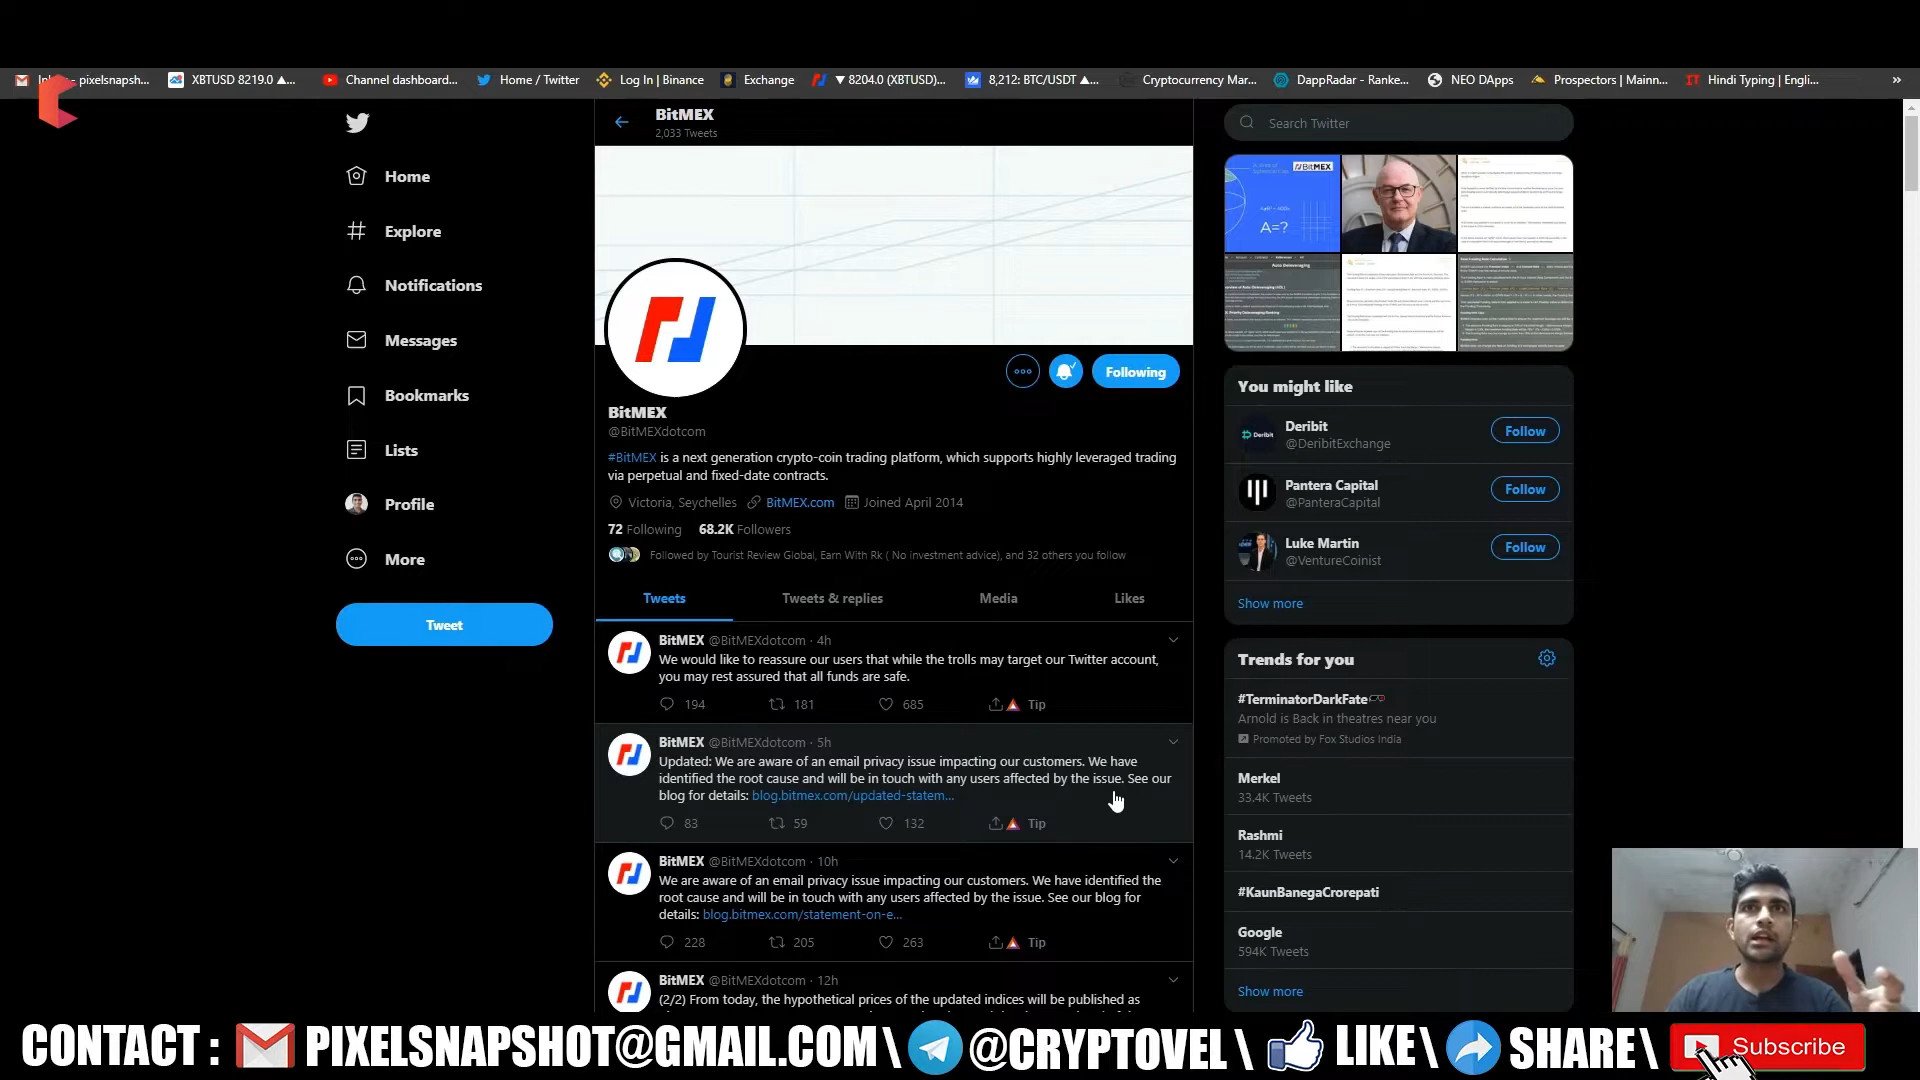 Inb
- pixelsnapsh...
XBTUSD 8219.0 ▲...
Channel dashboard...
Home / Twitter
Log In | Binance
Exchange
▼ 8204.0 (XBTUSD)...
8,212: BTC/USDT ▲...
Cryptocurrency Mar...
DappRadar - Ranke...
NEO DApps
Prospectors | Mainn...
Hindi Typing | Engli...
»
Home
Explore
Notifications
Messages
Bookmarks
Lists
Profile
More
Tweet
BitMEX
2,033 Tweets
Following
BitMEX
@BitMEXdotcom
#BitMEX is a next generation crypto-coin trading platform, which supports highly leveraged trading
via perpetual and fixed-date contracts.
Victoria, Seychelles BitMEX.com Joined April 2014
72 Following 68.2K Followers
Followed by Tourist Review Global, Earn With Rk ( No investment advice), and 32 others you follow
Tweets
Tweets & replies
Media
Likes
BitMEX @BitMEXdotcom · 4h
We would like to reassure our users that while the trolls may target our Twitter account,
you may rest assured that all funds are safe.
194 181 685 Tip
BitMEX @BitMEXdotcom · 5h
Updated: We are aware of an email privacy issue impacting our customers. We have
identified the root cause and will be in touch with any users affected by the issue. See our
blog for details: blog.bitmex.com/updated-statem...
83 59 132 Tip
BitMEX @BitMEXdotcom · 10h
We are aware of an email privacy issue impacting our customers. We have identified the
root cause and will be in touch with any users affected by the issue. See our blog for
details: blog.bitmex.com/statement-on-e...
228 205 263 Tip
BitMEX @BitMEXdotcom · 12h
(2/2) From today, the hypothetical prices of the updated indices will be published as
Search Twitter
BitMEX
A=?
Auto Deleveraging
You might like
Deribit
Deribit
@DeribitExchange
Follow
Pantera Capital
@PanteraCapital
Follow
Luke Martin
@VentureCoinist
Follow
Show more
Trends for you
#TerminatorDarkFate
Arnold is Back in theatres near you
Promoted by Fox Studios India
Merkel
33.4K Tweets
Rashmi
14.2K Tweets
#KaunBanegaCrorepati
Google
594K Tweets
Show more
CONTACT : PIXELSNAPSHOT@GMAIL.COM \ @CRYPTOVEL \ LIKE \ SHARE \ Subscribe